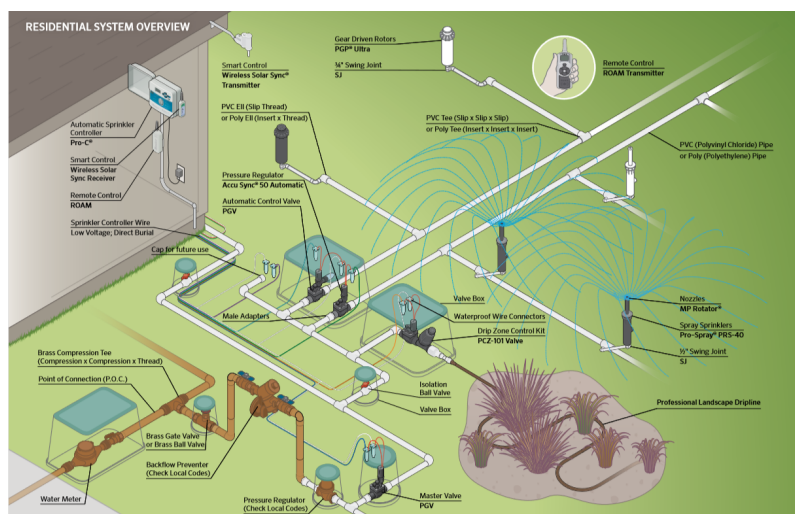 RESIDENTIAL SYSTEM OVERVIEW
Smart Control
Wireless Solar Sync®
Transmitter
Gear Driven Rotors
PGP® Ultra
¾" Swing Joint
SJ
Remote Control
ROAM Transmitter
PVC Ell (Slip Thread)
or Poly Ell (Insert x Thread)
PVC Tee (Slip x Slip x Slip)
or Poly Tee (Insert x Insert x Insert)
PVC (Polyvinyl Chloride) Pipe
or Poly (Polyethylene) Pipe
Automatic Sprinkler
Controller
Pro-C®
Smart Control
Wireless Solar
Sync Receiver
Remote Control
ROAM
Pressure Regulator
Accu Sync® 50 Automatic
Automatic Control Valve
PGV
Sprinkler Controller Wire
Low Voltage; Direct Burial
Cap for future use
Male Adapters
Valve Box
Waterproof Wire Connectors
Drip Zone Control Kit
PCZ-101 Valve
Nozzles
MP Rotator®
Spray Sprinklers
Pro-Spray® PRS-40
½" Swing Joint
SJ
Brass Compression Tee
(Compression x Compression x Thread)
Point of Connection (P.O.C.)
Isolation
Ball Valve
Valve Box
Professional Landscape Dripline
Brass Gate Valve
or Brass Ball Valve
Backflow Preventer
(Check Local Codes)
Water Meter
Pressure Regulator
(Check Local Codes)
Master Valve
PGV